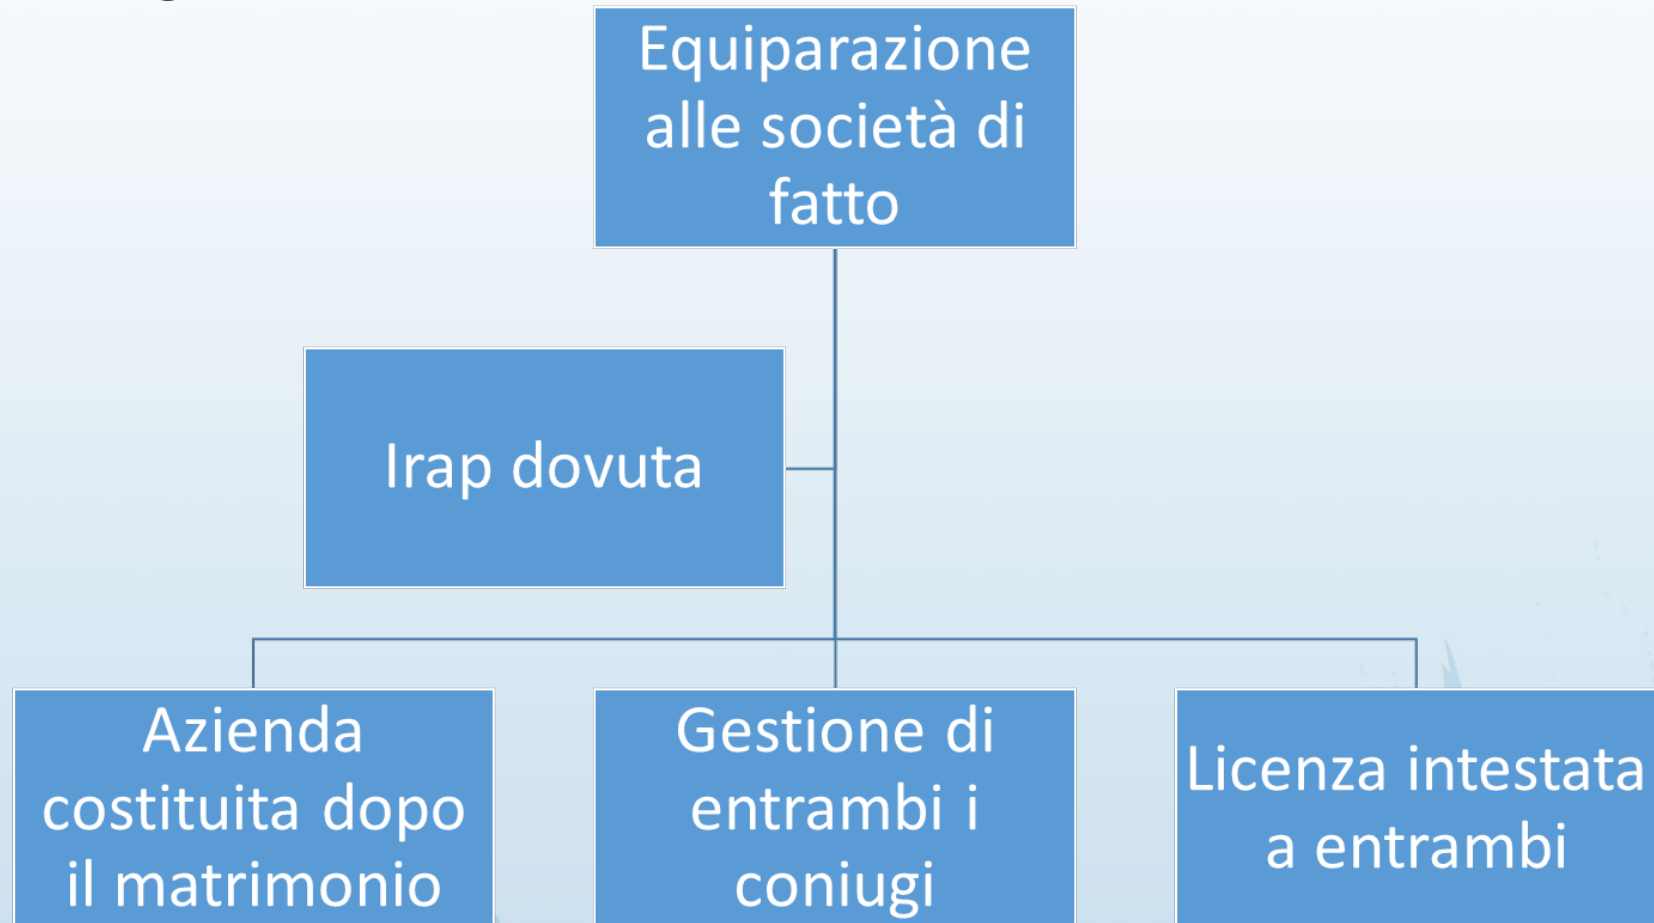 Equiparazione
alle società di
fatto
Irap dovuta
Azienda
costituita dopo
il matrimonio
Gestione di
entrambi i
coniugi
Licenza intestata
a entrambi